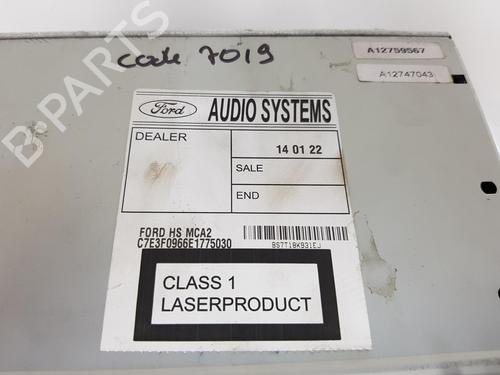 code 7019
A12759567
A12747043
Ford AUDIO SYSTEMS
DEALER
14 01 22
SALE
END
FORD HS MCA2
C7E3F0966E1775030
BS7T18K931EJ
CLASS 1
LASERPRODUCT
B-PARTS